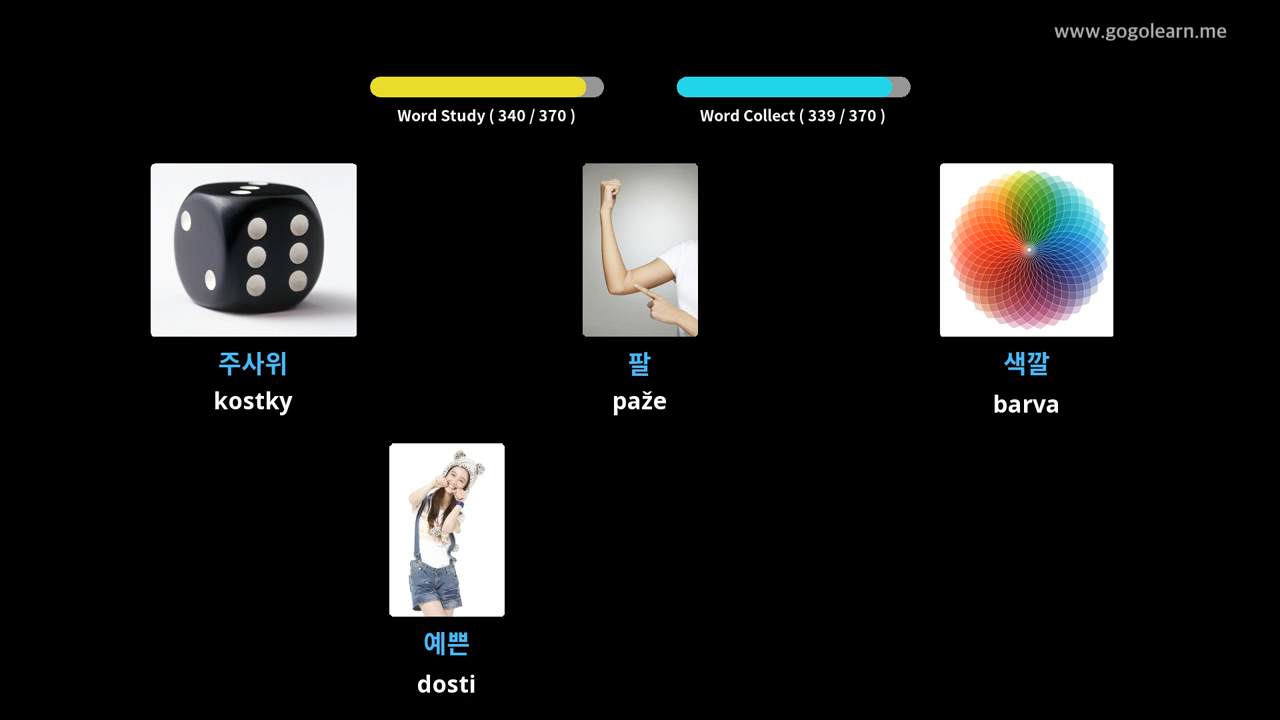 www.gogolearn.me
Word Study ( 340 / 370 )
Word Collect ( 339 / 370 )
주사위
kostky
팔
paže
색깔
barva
예쁜
dosti